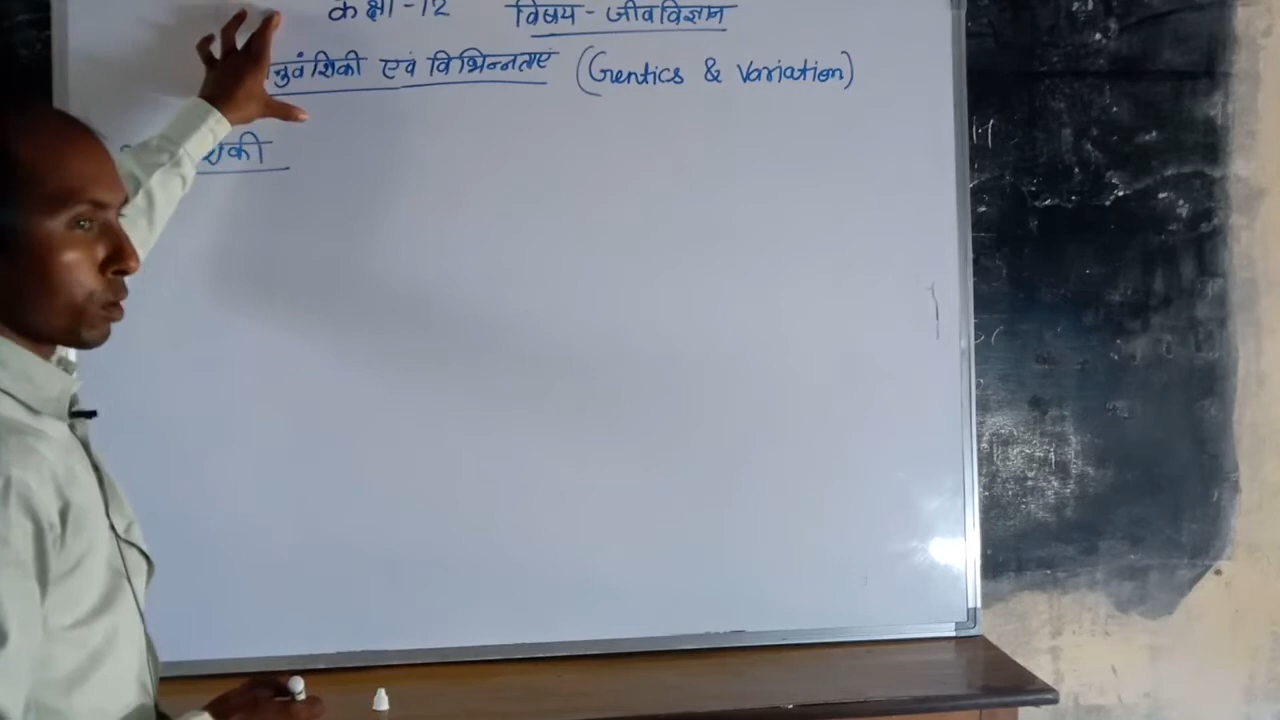 कक्षा-12 विषय - जीवविज्ञान
नुवंशिकी एवं विभिन्नताएं (Gentics & Variation)